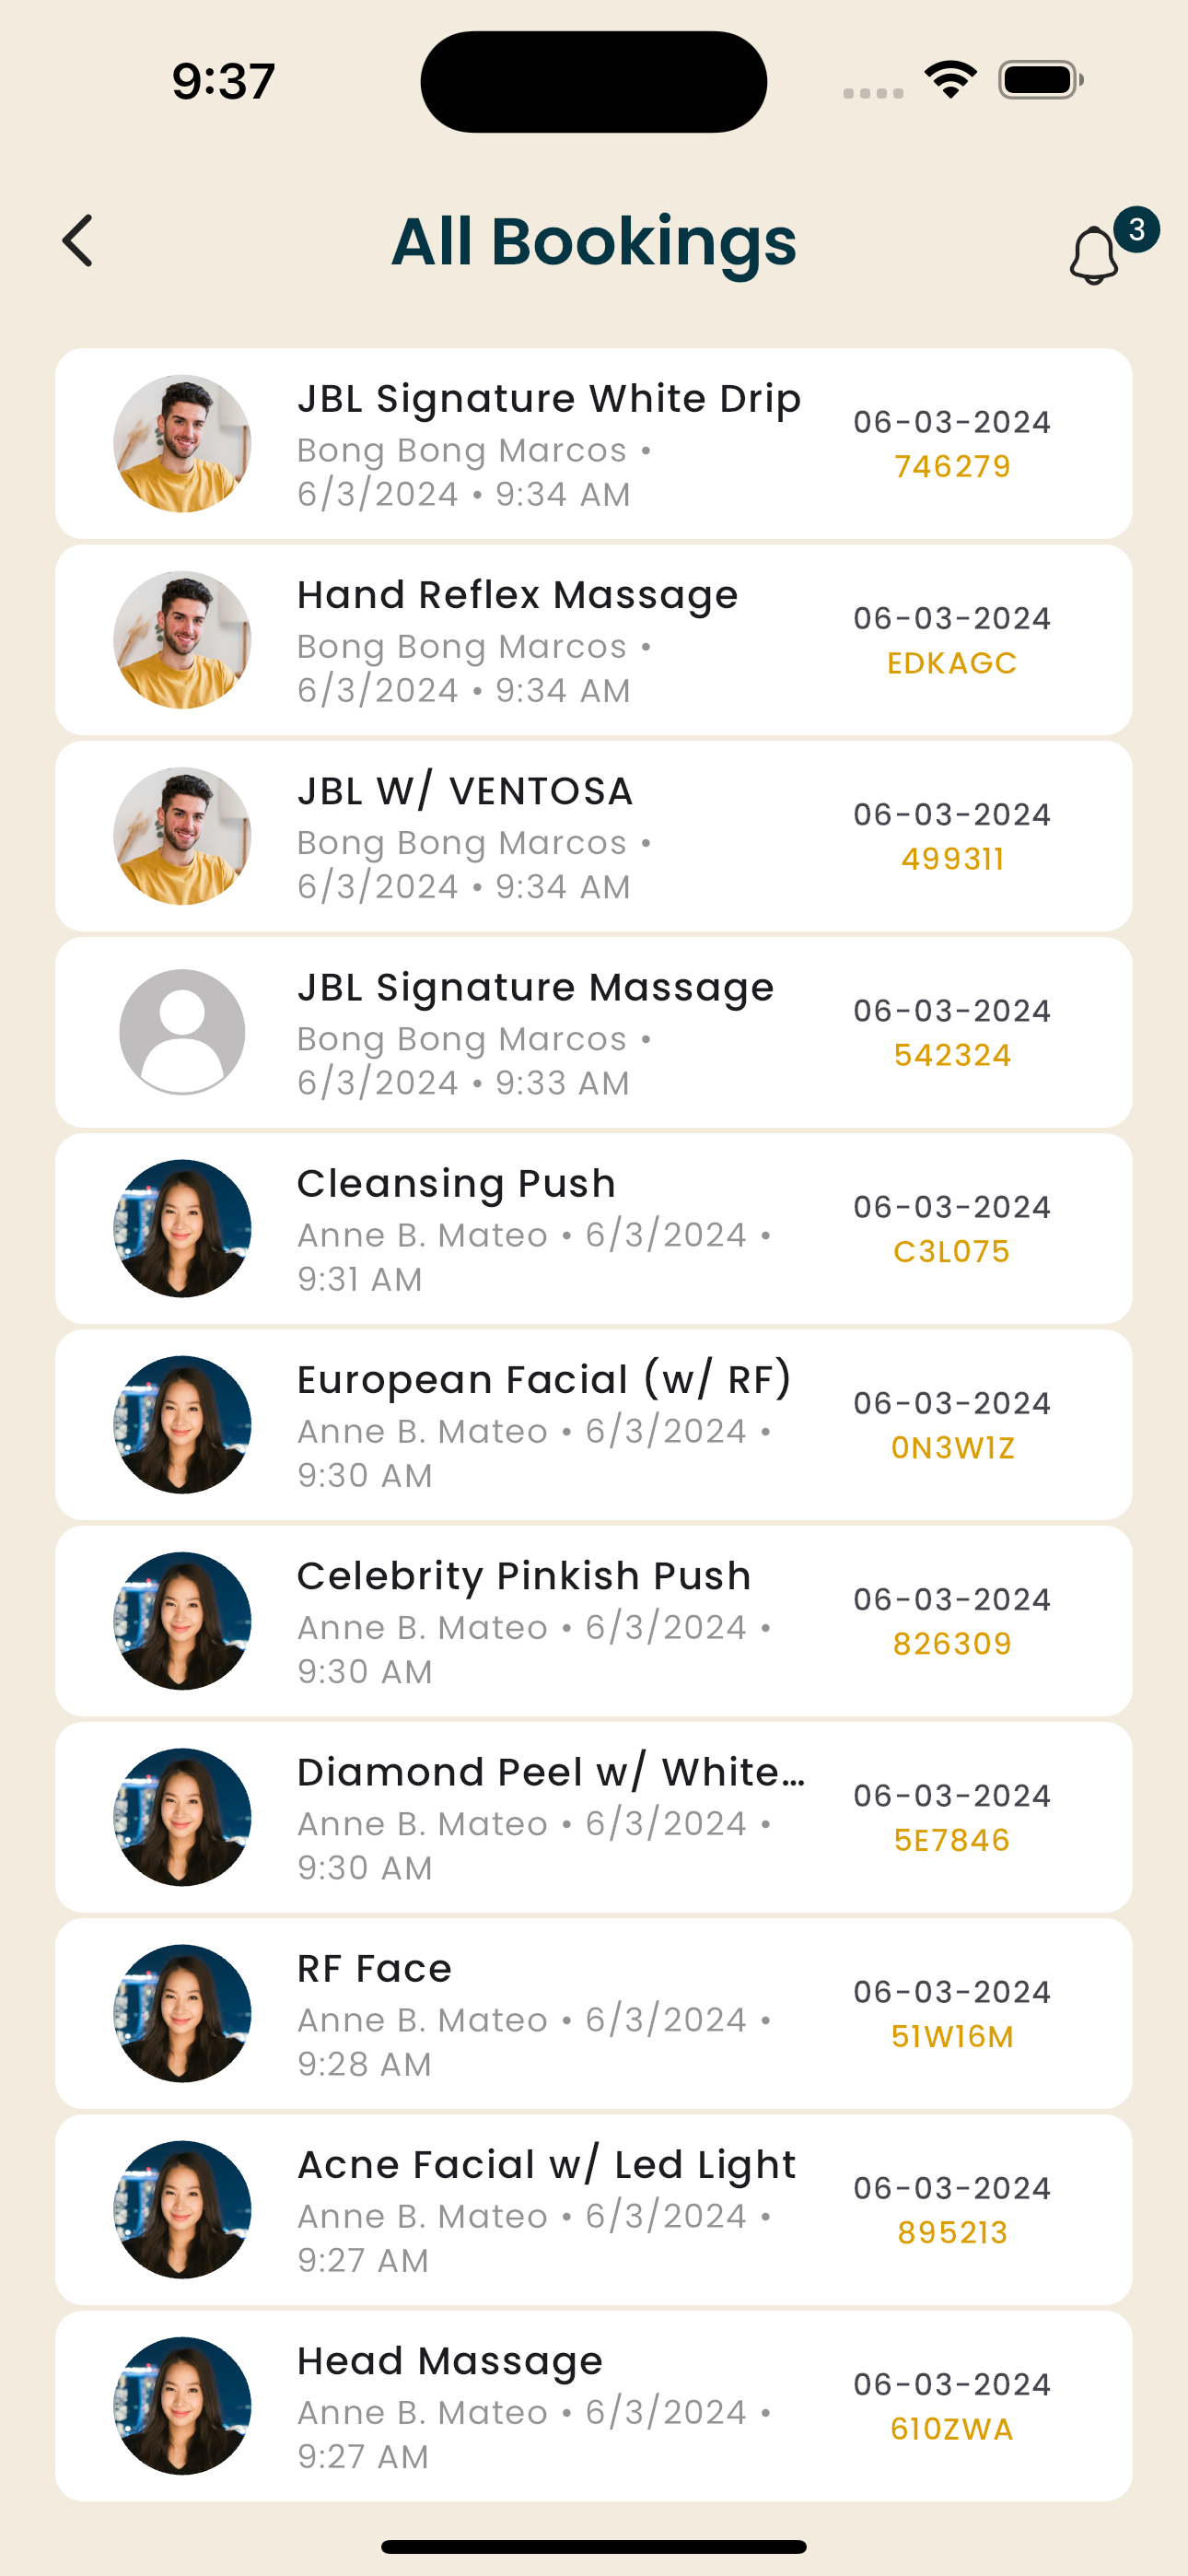 9:37
All Bookings
3
JBL Signature White Drip
Bong Bong Marcos •
6/3/2024 • 9:34 AM
06-03-2024
746279
Hand Reflex Massage
Bong Bong Marcos •
6/3/2024 • 9:34 AM
06-03-2024
EDKAGC
JBL W/ VENTOSA
Bong Bong Marcos •
6/3/2024 • 9:34 AM
06-03-2024
499311
JBL Signature Massage
Bong Bong Marcos •
6/3/2024 • 9:33 AM
06-03-2024
542324
Cleansing Push
Anne B. Mateo • 6/3/2024 •
9:31 AM
06-03-2024
C3L075
European Facial (w/ RF)
Anne B. Mateo • 6/3/2024 •
9:30 AM
06-03-2024
0N3W1Z
Celebrity Pinkish Push
Anne B. Mateo • 6/3/2024 •
9:30 AM
06-03-2024
826309
Diamond Peel w/ White...
Anne B. Mateo • 6/3/2024 •
9:30 AM
06-03-2024
5E7846
RF Face
Anne B. Mateo • 6/3/2024 •
9:28 AM
06-03-2024
51W16M
Acne Facial w/ Led Light
Anne B. Mateo • 6/3/2024 •
9:27 AM
06-03-2024
895213
Head Massage
Anne B. Mateo • 6/3/2024 •
9:27 AM
06-03-2024
610ZWA